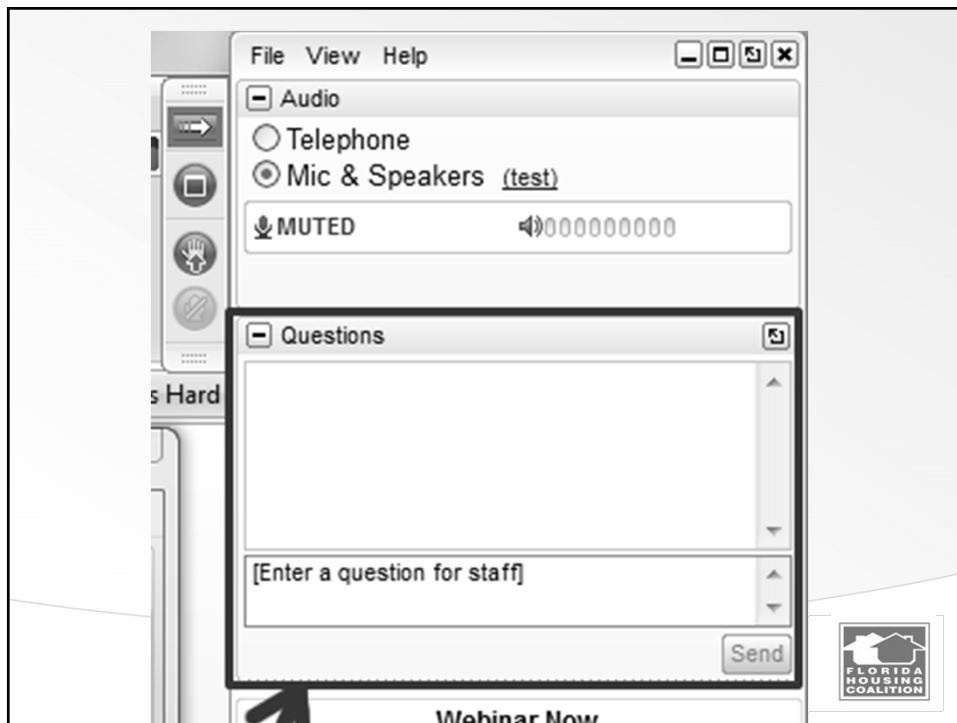 File View Help
Audio
Telephone
Mic & Speakers (test)
MUTED
Questions
s Hard
[Enter a question for staff]
Send
Webinar Now
FLORIDA
HOUSING
COALITION